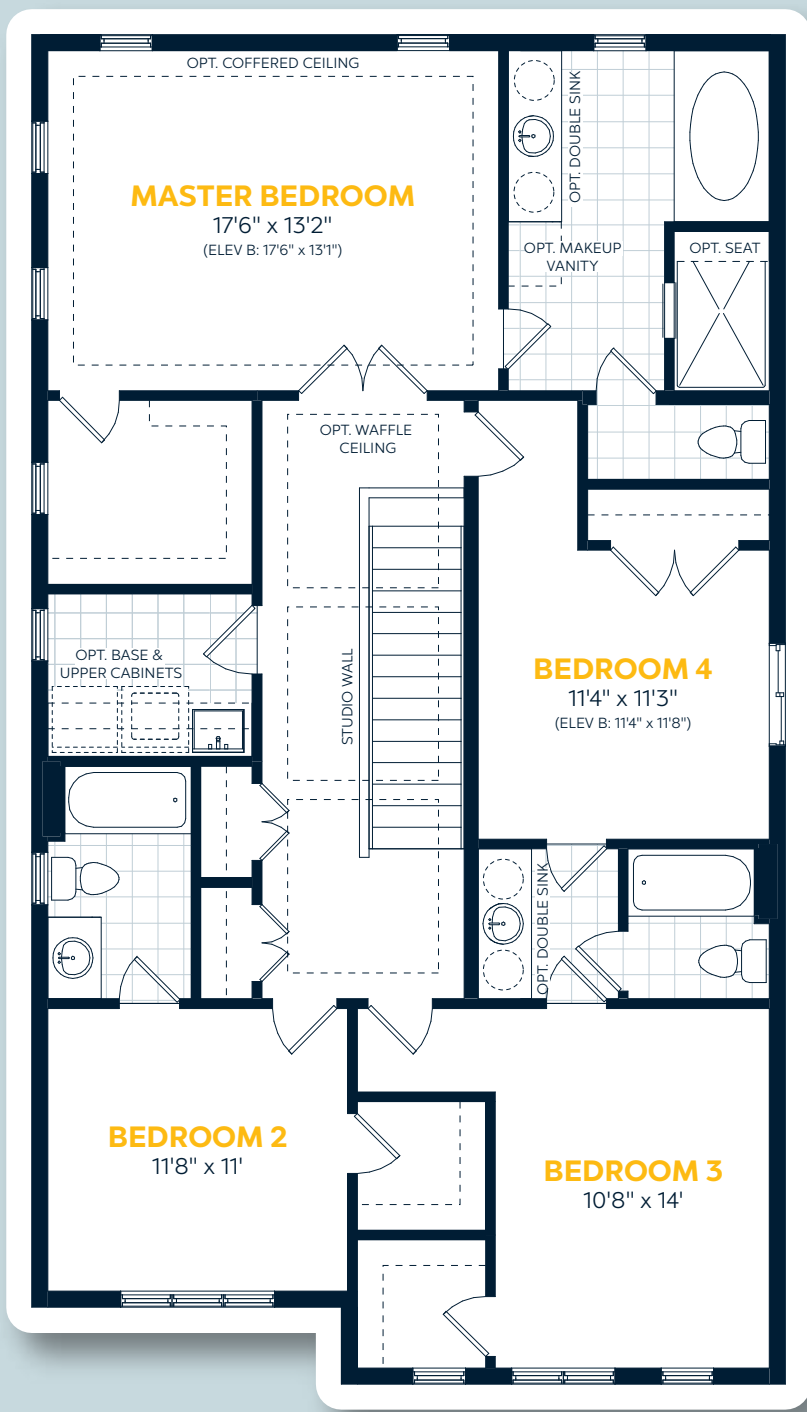 OPT. COFFERED CEILING
MASTER BEDROOM
17'6" x 13'2"
(ELEV B: 17'6" x 13'1")
OPT. DOUBLE SINK
OPT. MAKEUP
VANITY
OPT. SEAT
OPT. WAFFLE
CEILING
OPT. BASE &
UPPER CABINETS
STUDIO WALL
BEDROOM 4
11'4" x 11'3"
(ELEV B: 11'4" x 11'8")
OPT. DOUBLE SINK
BEDROOM 2
11'8" x 11'
BEDROOM 3
10'8" x 14'